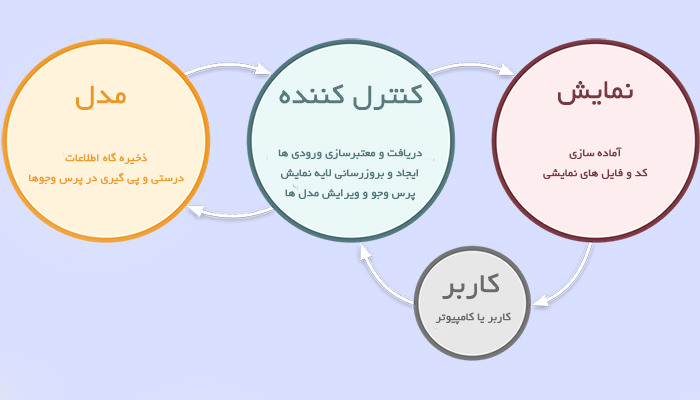 نمایش
آماده سازی
کد و فایل های نمایشی
کنترل کننده
دریافت و معتبرسازی ورودی ها
ایجاد و بروزرسانی لایه نمایش
پرس وجو و ویرایش مدل ها
مدل
ذخیره گاه اطلاعات
درستی و پی گیری در پرس وجوها
کاربر
کاربر یا کامپیوتر